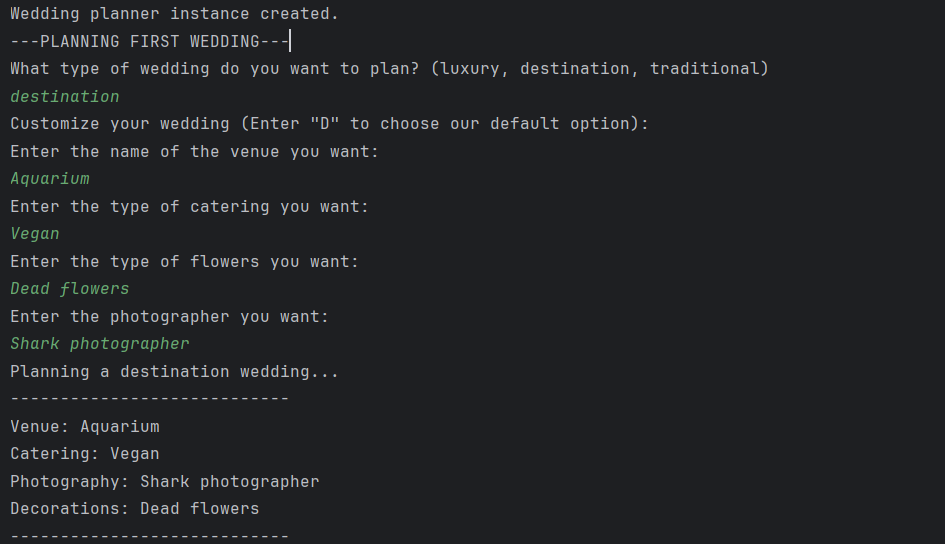 Wedding planner instance created.
---PLANNING FIRST WEDDING---
What type of wedding do you want to plan? (luxury, destination, traditional)
destination
Customize your wedding (Enter "D" to choose our default option):
Enter the name of the venue you want:
Aquarium
Enter the type of catering you want:
Vegan
Enter the type of flowers you want:
Dead flowers
Enter the photographer you want:
Shark photographer
Planning a destination wedding...
----------------------------
Venue: Aquarium
Catering: Vegan
Photography: Shark photographer
Decorations: Dead flowers
----------------------------